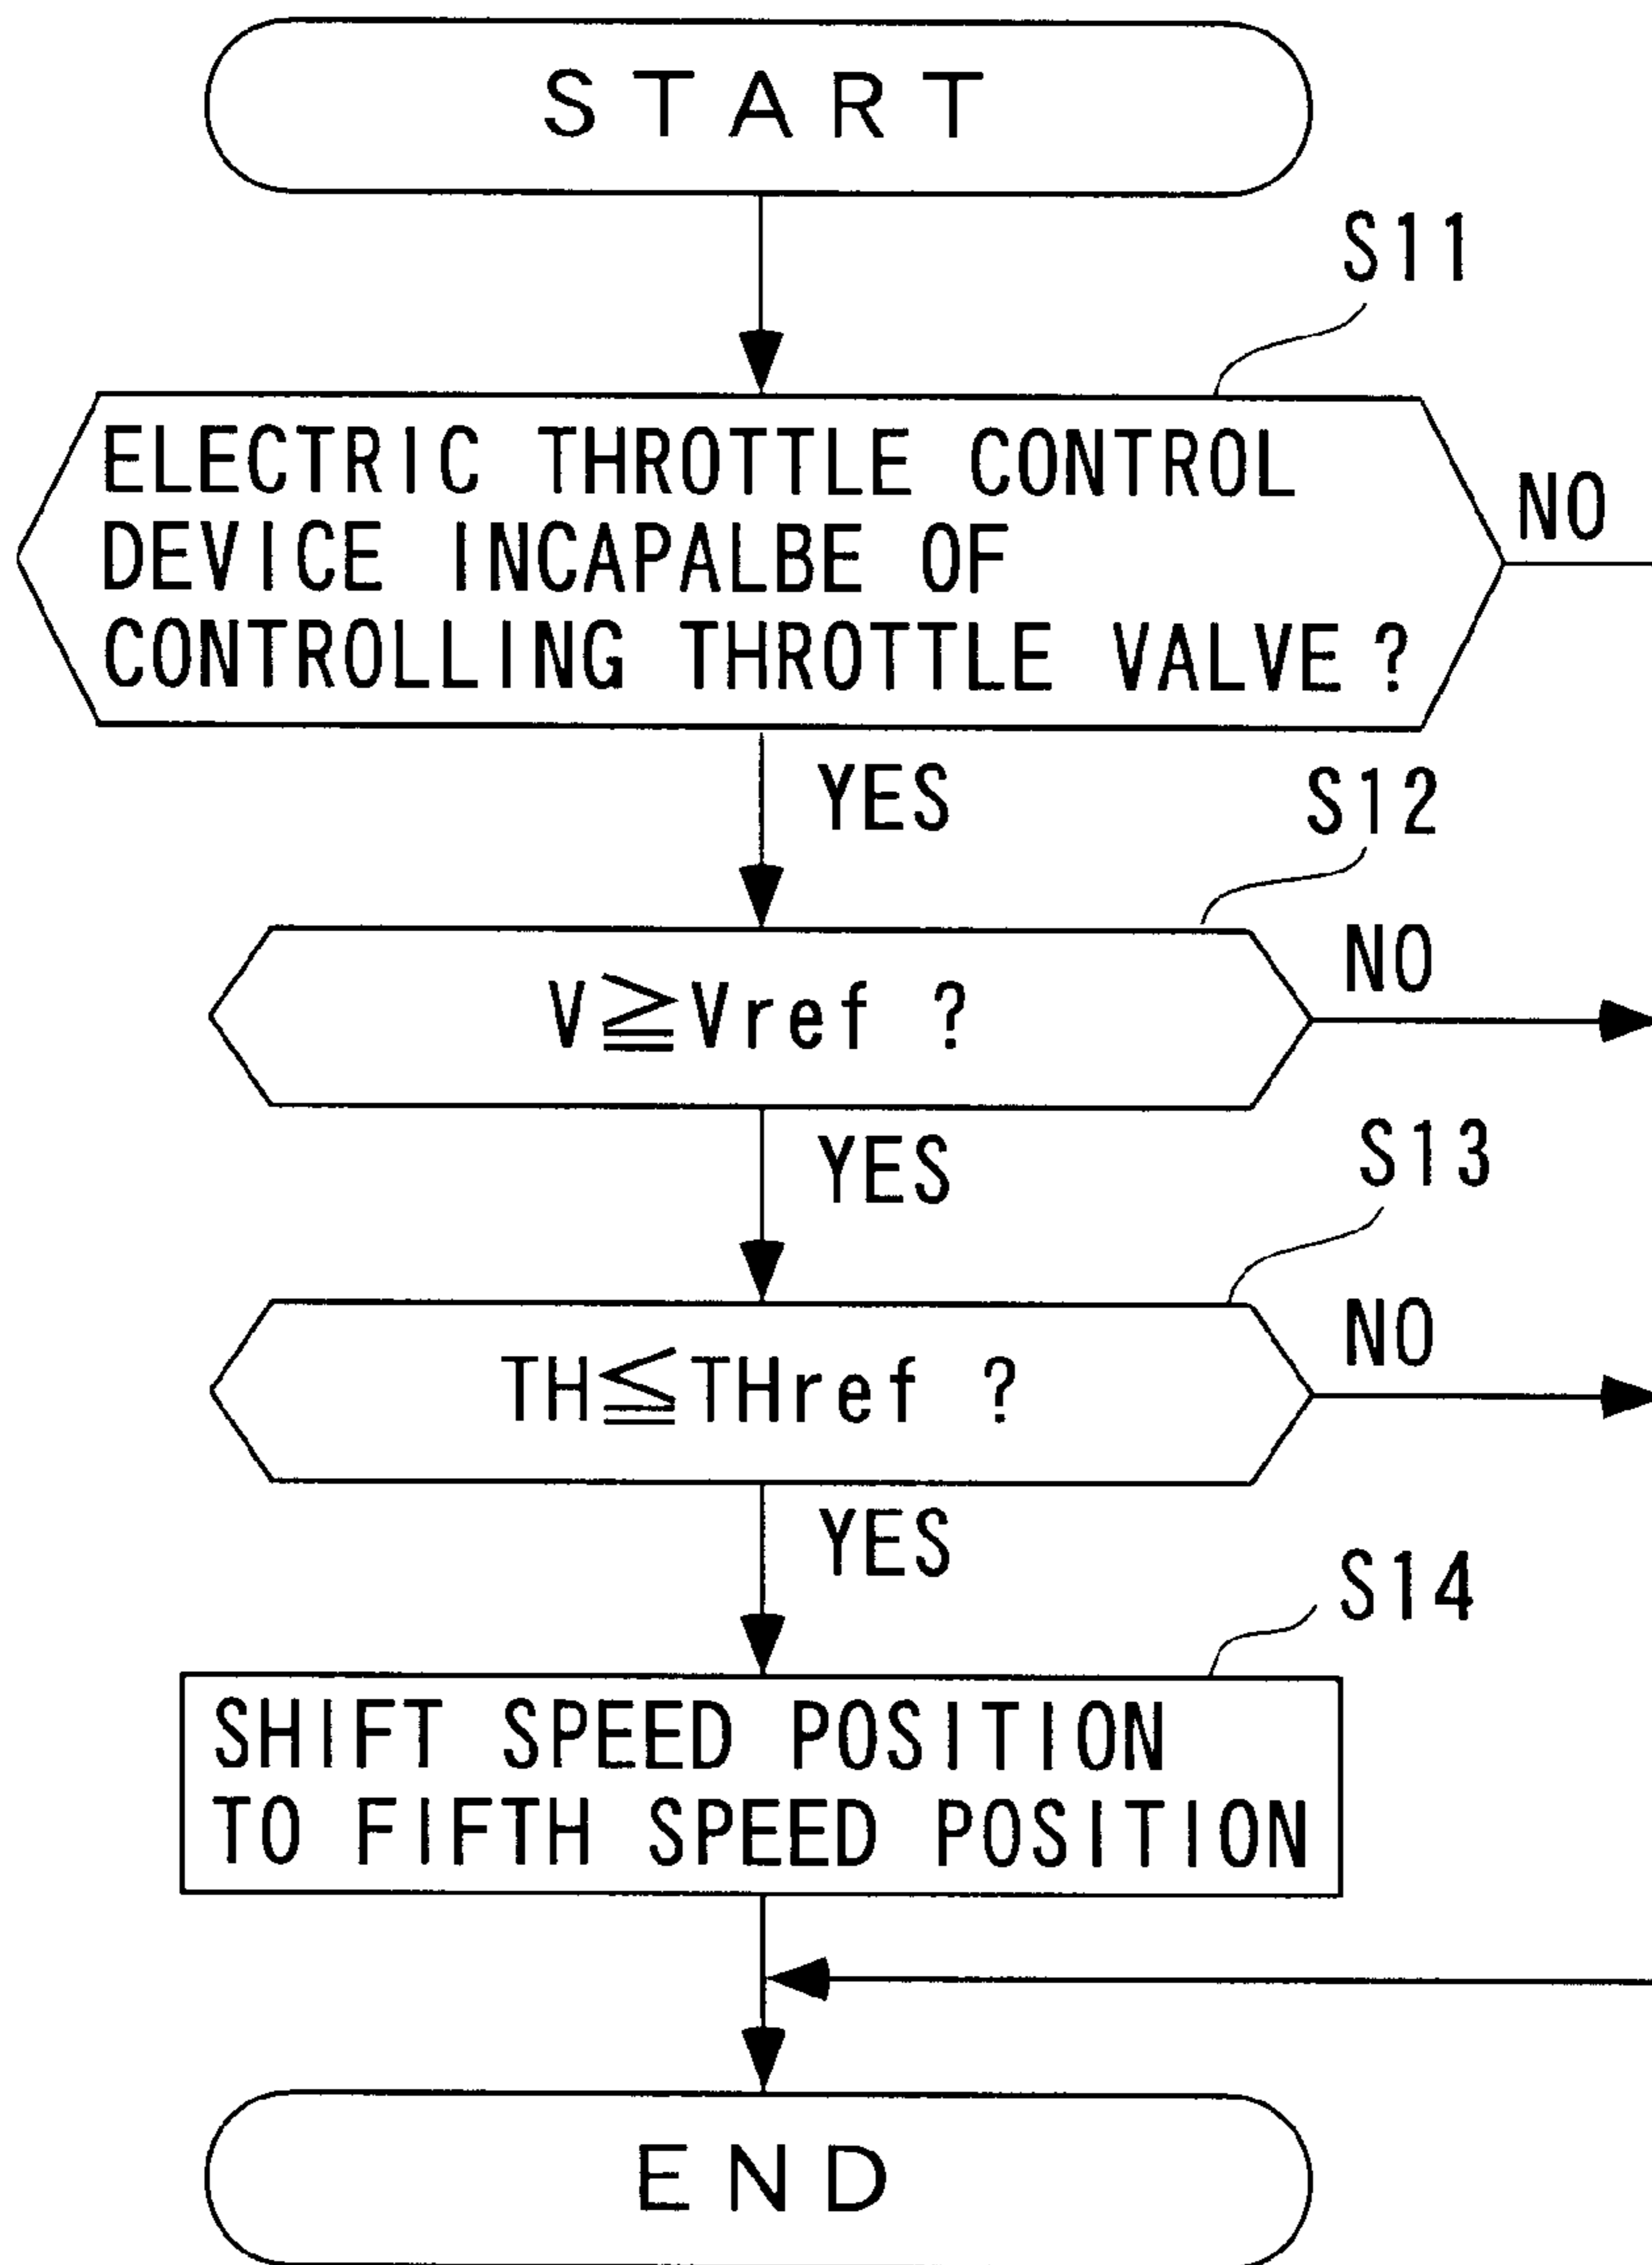 START
S11
ELECTRIC THROTTLE CONTROL
DEVICE INCAPALBE OF
CONTROLLING THROTTLE VALVE?
NO
YES
S12
V≧Vref ?
NO
YES
S13
TH≦THref ?
NO
YES
S14
SHIFT SPEED POSITION
TO FIFTH SPEED POSITION
END